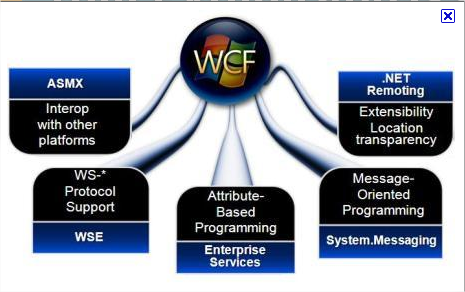 WCF
ASMX
Interop
with other
platforms
WS-*
Protocol
Support
WSE
Attribute-
Based
Programming
Enterprise
Services
Message-
Oriented
Programming
System.Messaging
.NET
Remoting
Extensibility
Location
transparency